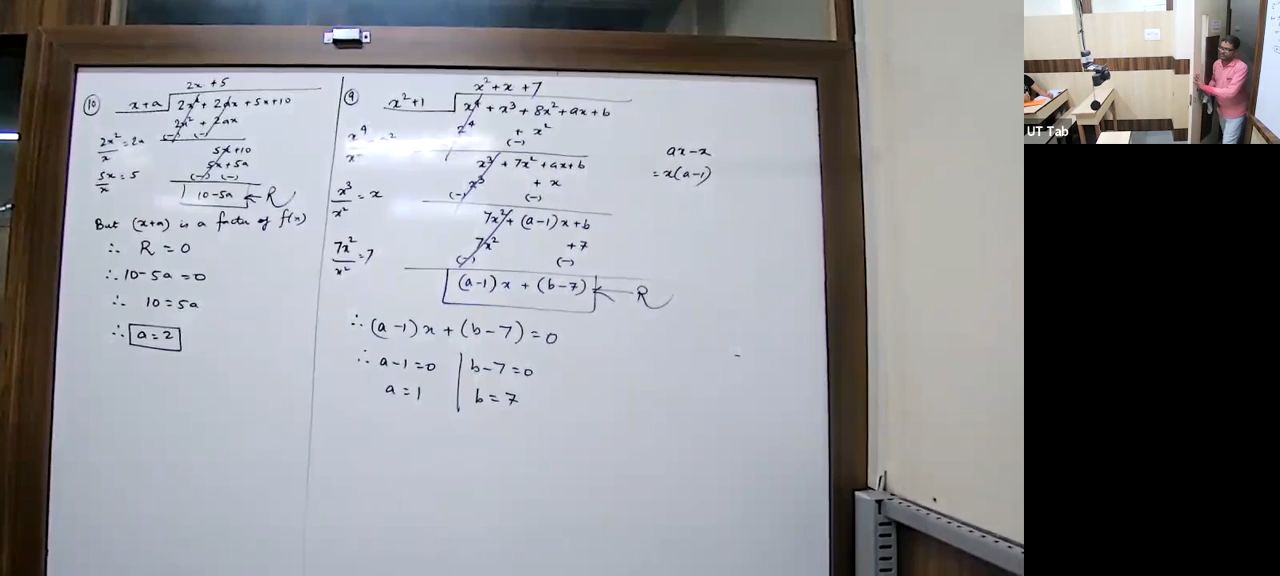 ⑩
2x + 5
x+a
2x² + 2ax + 5x+10
2x² + 2ax
(-) (-)
2x²/x = 2x
5x+10
5x+5a
(-) (-)
5x/x = 5
10-5a ← R
But (x+a) is a factor of f(x)
∴ R = 0
∴ 10-5a = 0
∴ 10 = 5a
∴ a = 2
⑨
x² + x + 7
x²+1
x⁴ + x³ + 8x² + ax + b
x⁴ + x²
(-)
x³ + 7x² + ax + b
x³ + x
(-) (-)
x³/x² = x
7x² + (a-1)x + b
7x² +7
(-) (-)
7x²/x² = 7
(a-1)x + (b-7) ← R
∴ (a-1)x + (b-7) = 0
∴ a-1=0 | b-7=0
a = 1 | b = 7
ax-x
= x(a-1)
UT Tab